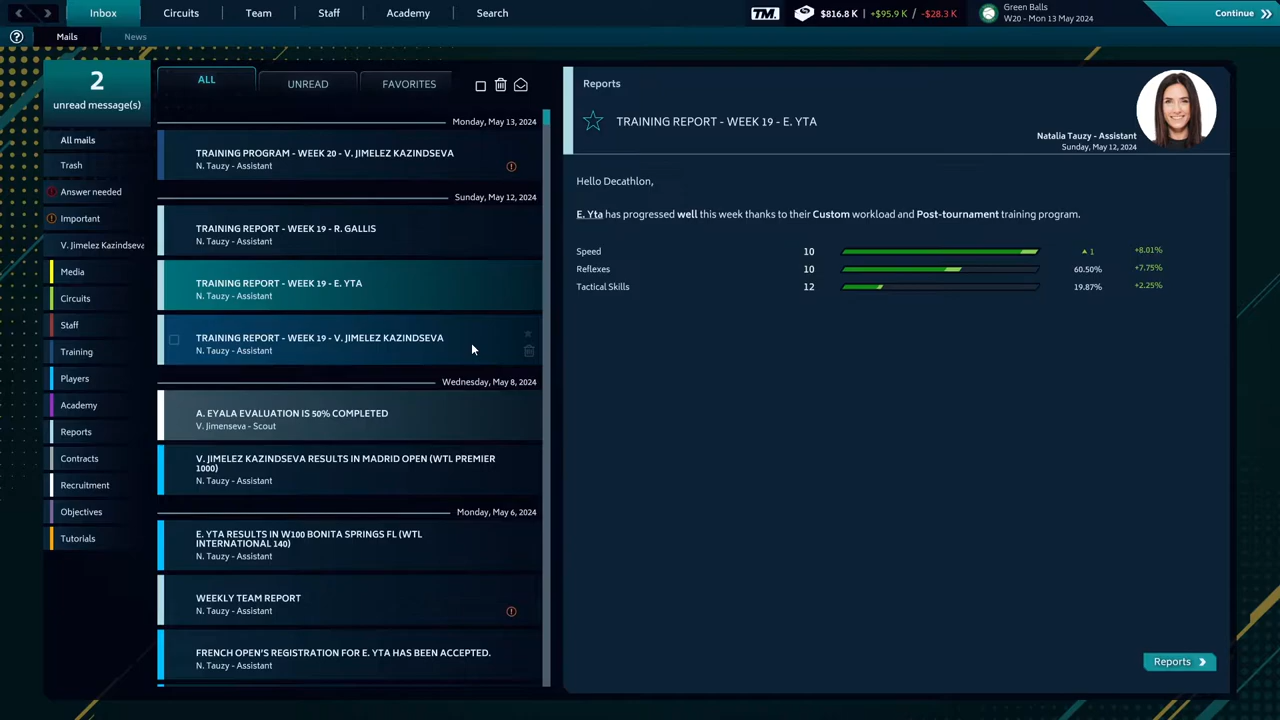 Inbox
Circuits
Team
Staff
Academy
Search
TM.
$816.8 K
+$95.9K / -$28.3 K
Green Balls
W20 - Mon 13 May 2024
Continue
?
Mails
News
2
unread message(s)
All mails
Trash
Answer needed
Important
V. Jimelez Kazindseva
Media
Circuits
Staff
Training
Players
Academy
Reports
Contracts
Recruitment
Objectives
Tutorials
ALL
UNREAD
FAVORITES
Monday, May 13, 2024
TRAINING PROGRAM - WEEK 20 - V. JIMELEZ KAZINDSEVA
N. Tauzy - Assistant
Sunday, May 12, 2024
TRAINING REPORT - WEEK 19 - R. GALLIS
N. Tauzy - Assistant
TRAINING REPORT - WEEK 19 - E. YTA
N. Tauzy - Assistant
TRAINING REPORT - WEEK 19 - V. JIMELEZ KAZINDSEVA
N. Tauzy - Assistant
Wednesday, May 8, 2024
A. EYALA EVALUATION IS 50% COMPLETED
V. Jimenseva - Scout
V. JIMELEZ KAZINDSEVA RESULTS IN MADRID OPEN (WTL PREMIER
1000)
N. Tauzy - Assistant
Monday, May 6, 2024
E. YTA RESULTS IN W100 BONITA SPRINGS FL (WTL
INTERNATIONAL 140)
N. Tauzy - Assistant
WEEKLY TEAM REPORT
N. Tauzy - Assistant
FRENCH OPEN'S REGISTRATION FOR E. YTA HAS BEEN ACCEPTED.
N. Tauzy - Assistant
Reports
TRAINING REPORT - WEEK 19 - E. YTA
Natalia Tauzy - Assistant
Sunday, May 12, 2024
Hello Decathlon,
E. Yta has progressed well this week thanks to their Custom workload and Post-tournament training program.
Speed 10 1 +8.01%
Reflexes 10 60.50% +7.75%
Tactical Skills 12 19.87% +2.25%
Reports